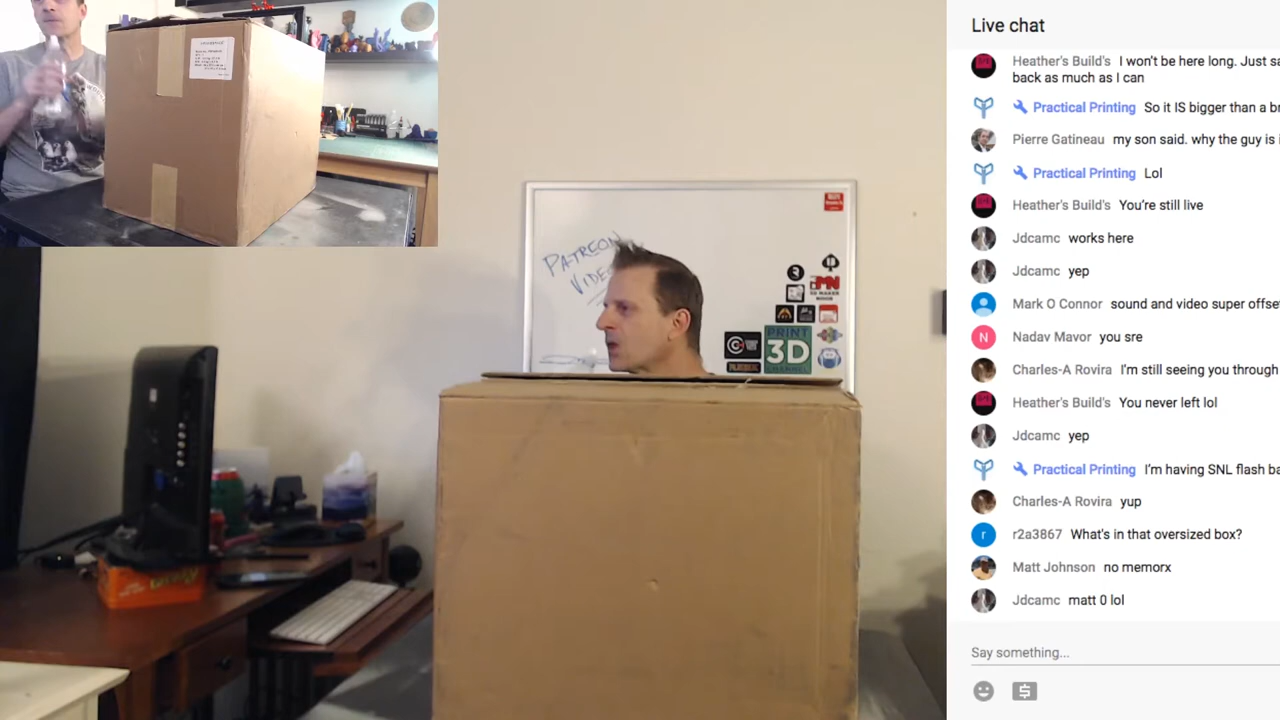 Live chat
Heather's Build's I won't be here long. Just sa
back as much as I can
Practical Printing So it IS bigger than a br
Pierre Gatineau my son said. why the guy is i
Practical Printing Lol
Heather's Build's You're still live
Jdcamc works here
Jdcamc yep
Mark O Connor sound and video super offse
N Nadav Mavor you sre
Charles-A Rovira I'm still seeing you through
Heather's Build's You never left lol
Jdcamc yep
Practical Printing I'm having SNL flash ba
Charles-A Rovira yup
r r2a3867 What's in that oversized box?
Matt Johnson no memorx
Jdcamc matt 0 lol
Say something...
PATREON
VIDE
PRINT
3D
CHANNEL